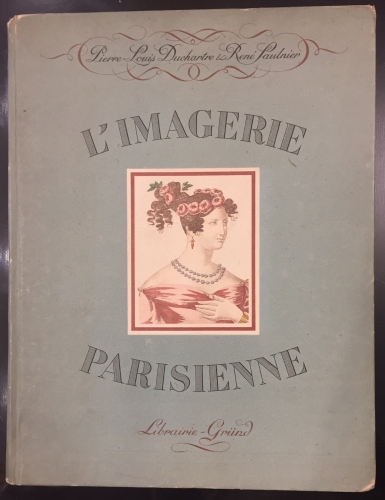 Pierre-Louis Duchartre & René Saulnier
L'IMAGERIE
PARISIENNE
Librairie-Gründ